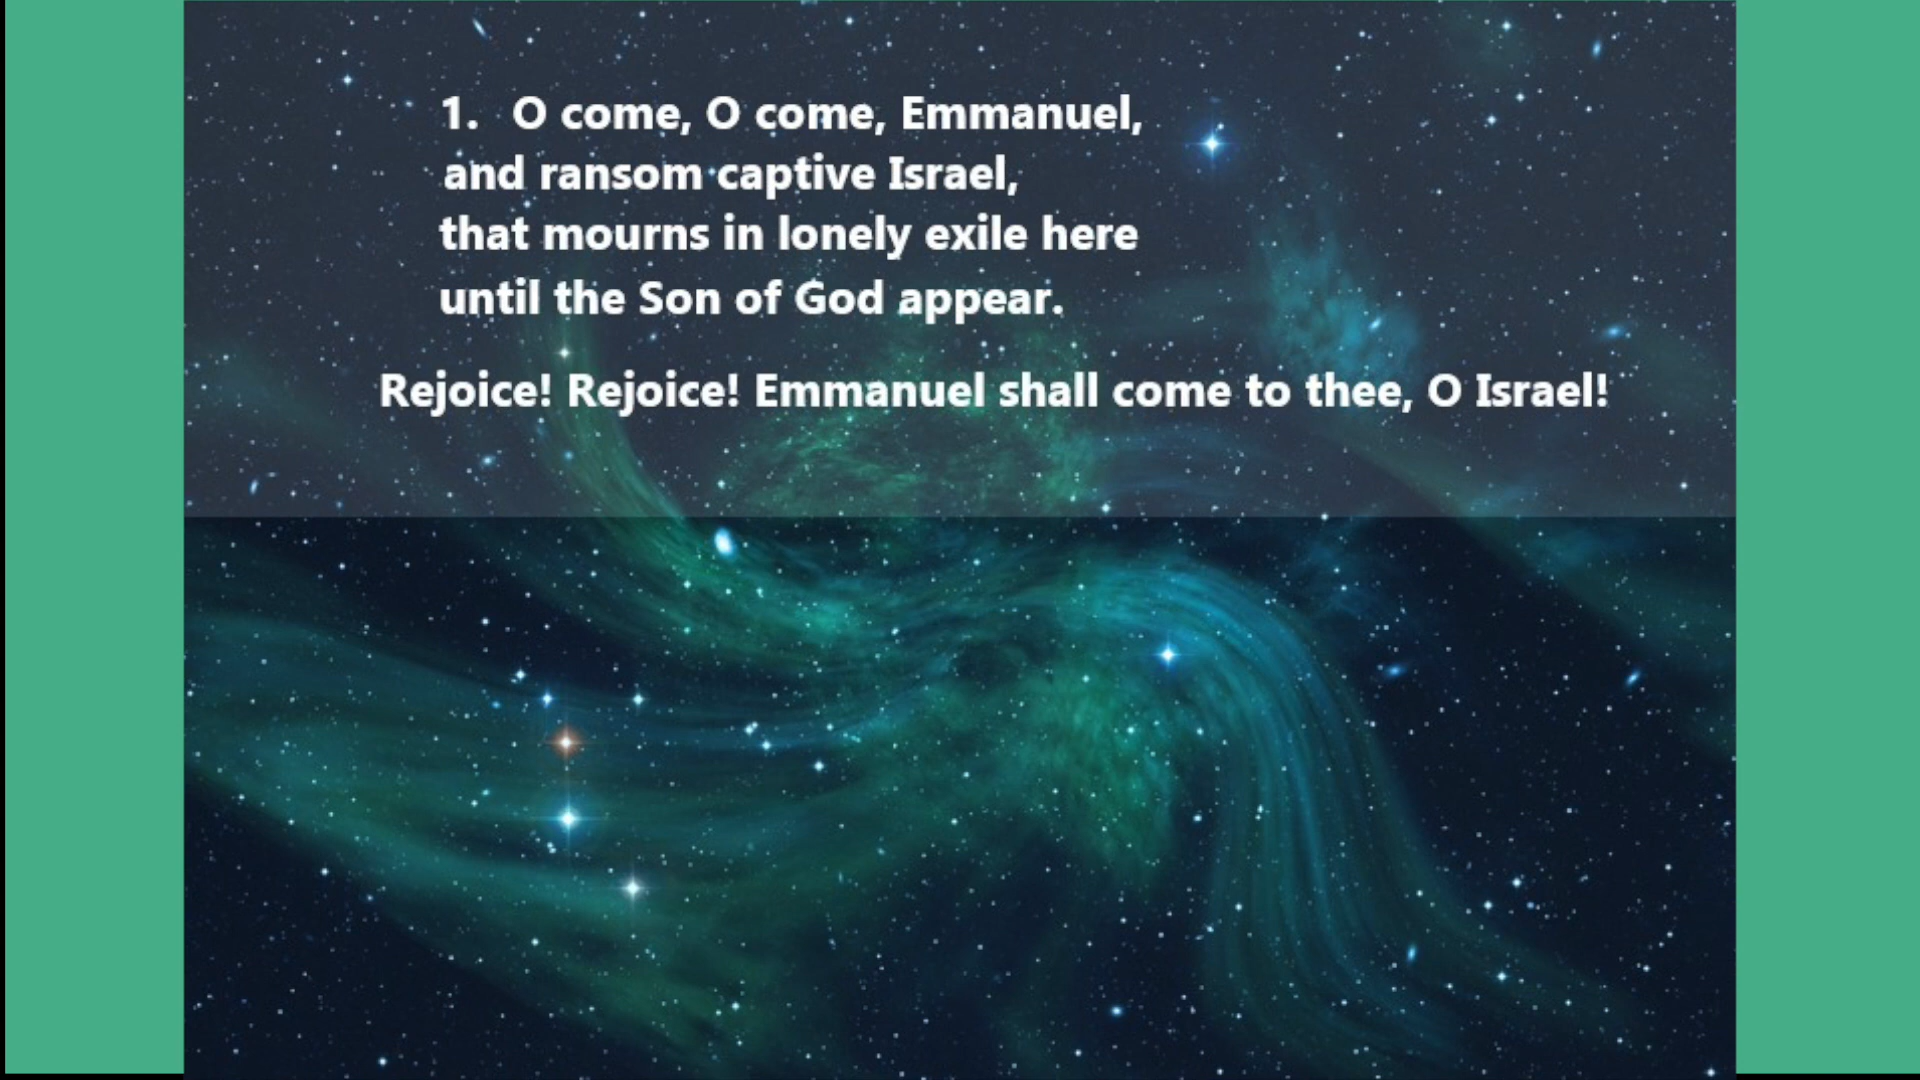 1. O come, O come, Emmanuel,
and ransom captive Israel,
that mourns in lonely exile here
until the Son of God appear.
Rejoice! Rejoice! Emmanuel shall come to thee, O Israel!